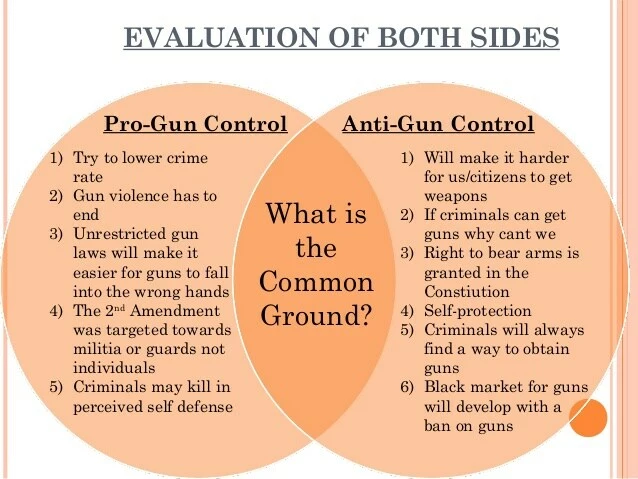 EVALUATION OF BOTH SIDES
Pro-Gun Control
1) Try to lower crime
rate
2) Gun violence has to
end
3) Unrestricted gun
laws will make it
easier for guns to fall
into the wrong hands
4) The 2nd Amendment
was targeted towards
militia or guards not
individuals
5) Criminals may kill in
perceived self defense
What is
the
Common
Ground?
Anti-Gun Control
1) Will make it harder
for us/citizens to get
weapons
2) If criminals can get
guns why cant we
3) Right to bear arms is
granted in the
Constiution
4) Self-protection
5) Criminals will always
find a way to obtain
guns
6) Black market for guns
will develop with a
ban on guns